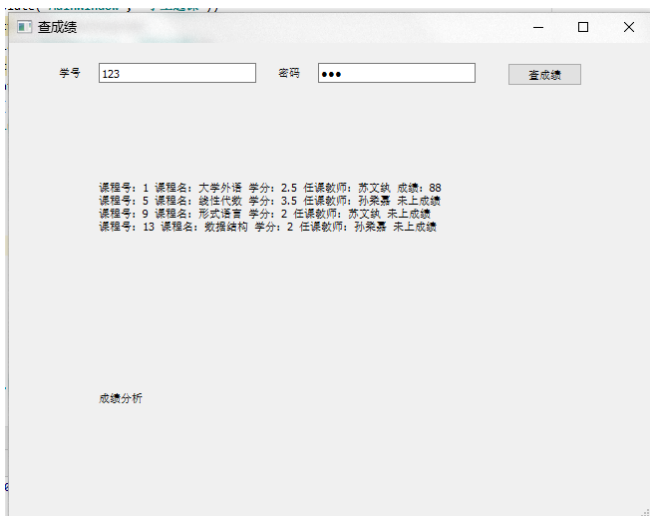 查成绩
学号 123 密码 ●●● 查成绩
课程号：1 课程名：大学外语 学分：2.5 任课教师：苏文纨 成绩：88
课程号：5 课程名：线性代数 学分：3.5 任课教师：孙柔嘉 未上成绩
课程号：9 课程名：形式语言 学分：2 任课教师：苏文纨 未上成绩
课程号：13 课程名：数据结构 学分：2 任课教师：孙柔嘉 未上成绩
成绩分析